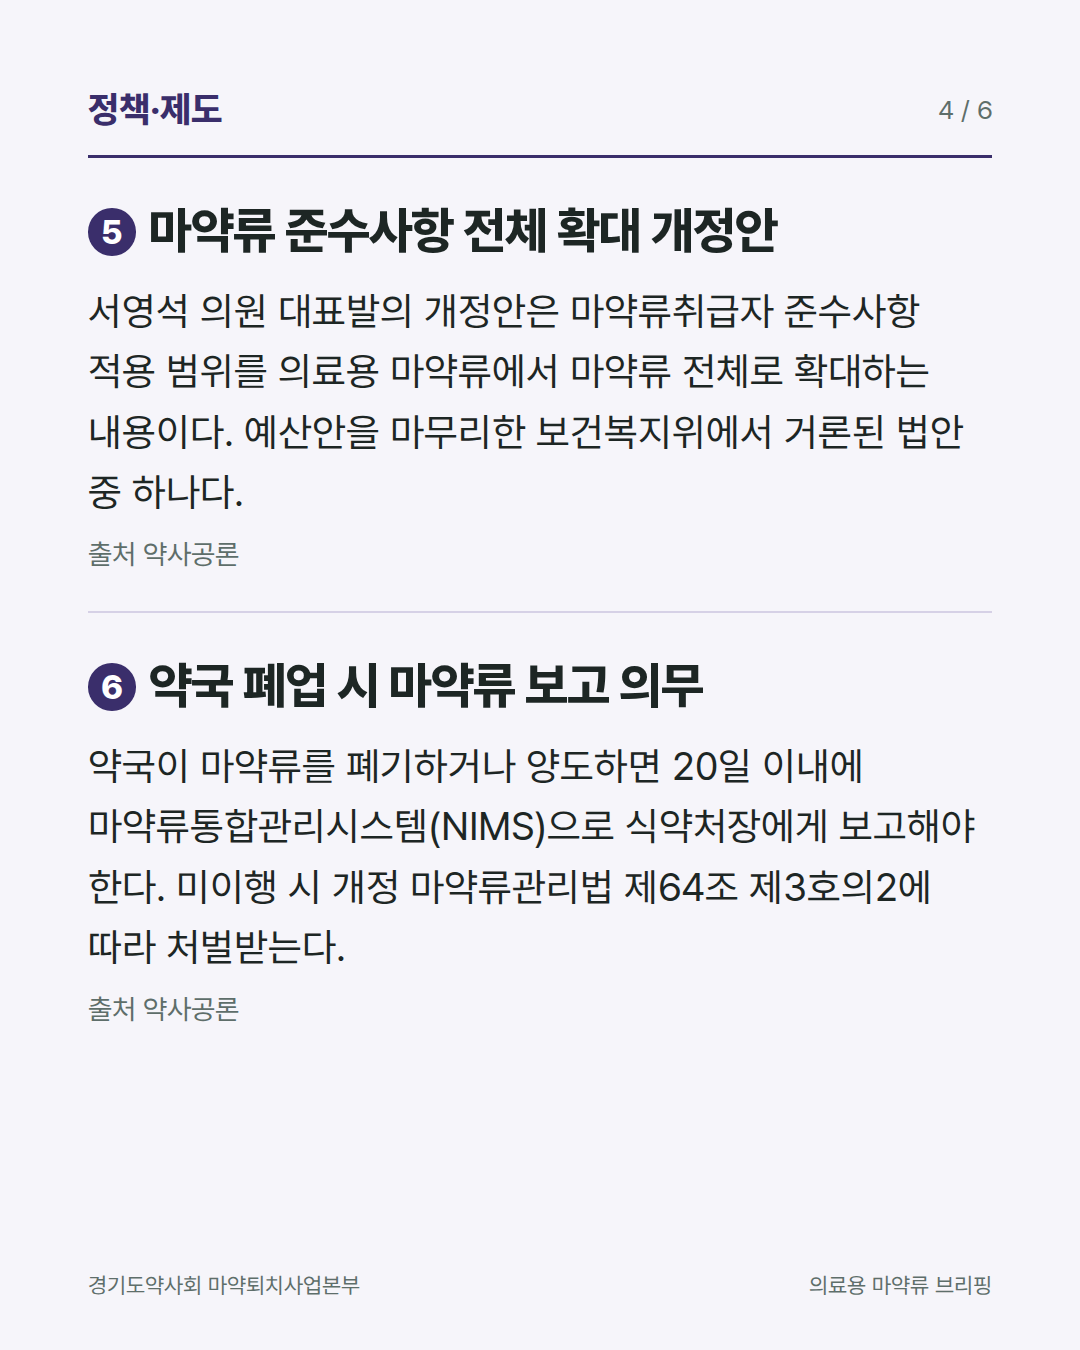 정책·제도
4 / 6
5 마약류 준수사항 전체 확대 개정안
서영석 의원 대표발의 개정안은 마약류취급자 준수사항
적용 범위를 의료용 마약류에서 마약류 전체로 확대하는
내용이다. 예산안을 마무리한 보건복지위에서 거론된 법안
중 하나다.
출처 약사공론
6 약국 폐업 시 마약류 보고 의무
약국이 마약류를 폐기하거나 양도하면 20일 이내에
마약류통합관리시스템(NIMS)으로 식약처장에게 보고해야
한다. 미이행 시 개정 마약류관리법 제64조 제3호의2에
따라 처벌받는다.
출처 약사공론
경기도약사회 마약퇴치사업본부
의료용 마약류 브리핑